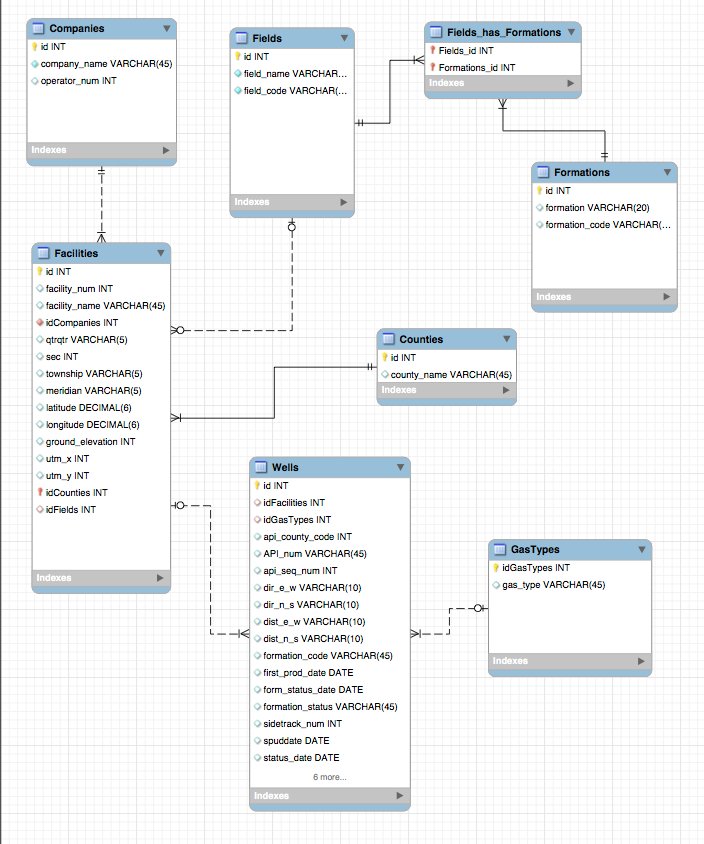 Companies
id INT
company_name VARCHAR(45)
operator_num INT
Indexes
Fields
id INT
field_name VARCHAR...
field_code VARCHAR(...
Indexes
Fields_has_Formations
Fields_id INT
Formations_id INT
Indexes
Formations
id INT
formation VARCHAR(20)
formation_code VARCHAR(...
Indexes
Facilities
id INT
facility_num INT
facility_name VARCHAR(45)
idCompanies INT
qtrqtr VARCHAR(5)
sec INT
township VARCHAR(5)
meridian VARCHAR(5)
latitude DECIMAL(6)
longitude DECIMAL(6)
ground_elevation INT
utm_x INT
utm_y INT
idCounties INT
idFields INT
Indexes
Counties
id INT
county_name VARCHAR(45)
Indexes
Wells
id INT
idFacilities INT
idGasTypes INT
api_county_code INT
API_num VARCHAR(45)
api_seq_num INT
dir_e_w VARCHAR(10)
dir_n_s VARCHAR(10)
dist_e_w VARCHAR(10)
dist_n_s VARCHAR(10)
formation_code VARCHAR(45)
first_prod_date DATE
form_status_date DATE
formation_status VARCHAR(45)
sidetrack_num INT
spuddate DATE
status_date DATE
6 more...
Indexes
GasTypes
idGasTypes INT
gas_type VARCHAR(45)
Indexes